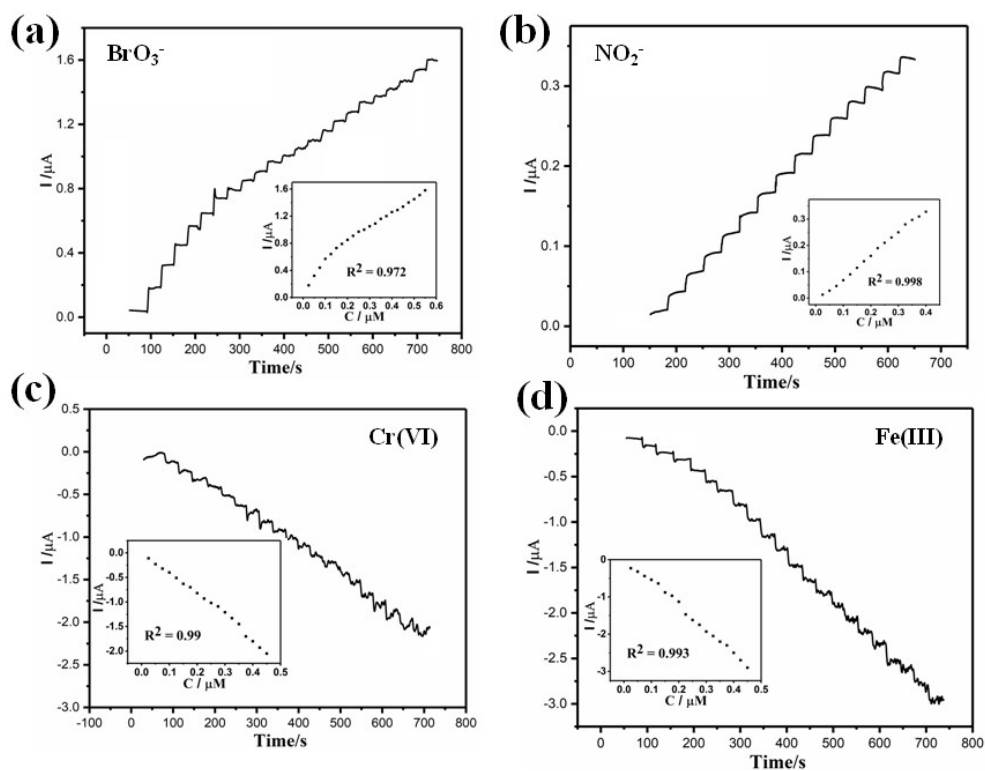 (a)
BrO₃⁻
1.6
1.2
0.8
0.4
0.0
I /μA
0 100 200 300 400 500 600 700 800
Time/s
1.6
1.2
0.8
0.4
0.0
I /μA
R² = 0.972
0.0 0.1 0.2 0.3 0.4 0.5 0.6
C / μM
(b)
NO₂⁻
0.3
0.2
0.1
0.0
I /μA
0 100 200 300 400 500 600 700
Time/s
0.3
0.2
0.1
0.0
I /μA
R² = 0.998
0.0 0.1 0.2 0.3 0.4
C / μM
(c)
Cr(VI)
0.5
0.0
-0.5
-1.0
-1.5
-2.0
-2.5
-3.0
I /μA
-100 0 100 200 300 400 500 600 700 800
Time/s
0.0
-0.5
-1.0
-1.5
-2.0
I /μA
R² = 0.99
0.0 0.1 0.2 0.3 0.4 0.5
C / μM
(d)
Fe(III)
0.0
-0.5
-1.0
-1.5
-2.0
-2.5
-3.0
I /μA
0 100 200 300 400 500 600 700 800
Time/s
0
-1
-2
-3
I /μA
R² = 0.993
0.0 0.1 0.2 0.3 0.4 0.5
C / μM